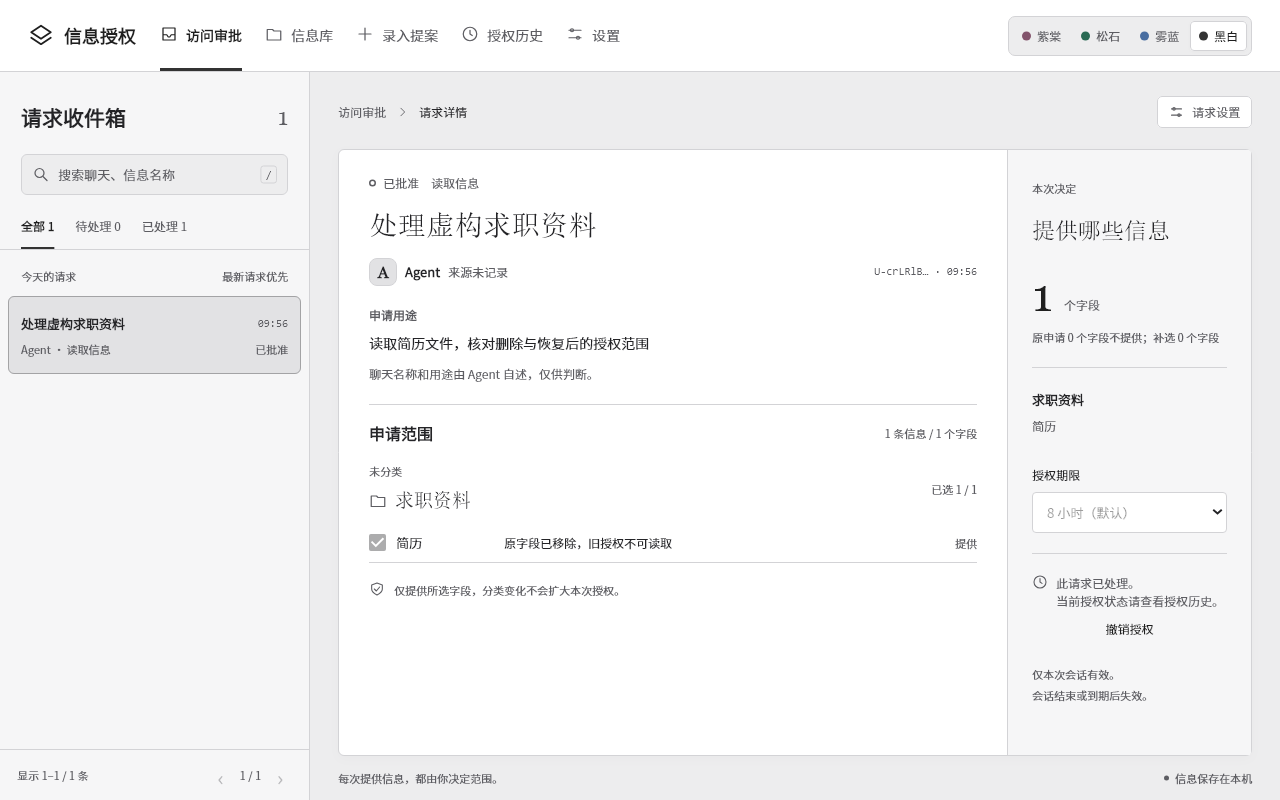 信息授权
访问审批
信息库
录入提案
授权历史
设置
紫棠
松石
雾蓝
黑白
请求收件箱
1
搜索聊天、信息名称
/
全部 1
待处理 0
已处理 1
今天的请求
最新请求优先
处理虚构求职资料
09:56
Agent · 读取信息
已批准
显示 1–1 / 1 条
‹ 1 / 1 ›
访问审批 > 请求详情
请求设置
已批准 读取信息
处理虚构求职资料
A Agent 来源未记录
U-crLRlB… · 09:56
申请用途
读取简历文件，核对删除与恢复后的授权范围
聊天名称和用途由 Agent 自述，仅供判断。
申请范围
1 条信息 / 1 个字段
未分类
求职资料
已选 1 / 1
简历
原字段已移除，旧授权不可读取
提供
仅提供所选字段，分类变化不会扩大本次授权。
本次决定
提供哪些信息
1 个字段
原申请 0 个字段不提供；补选 0 个字段
求职资料
简历
授权期限
8 小时（默认）
此请求已处理。
当前授权状态请查看授权历史。
撤销授权
仅本次会话有效。
会话结束或到期后失效。
每次提供信息，都由你决定范围。
信息保存在本机